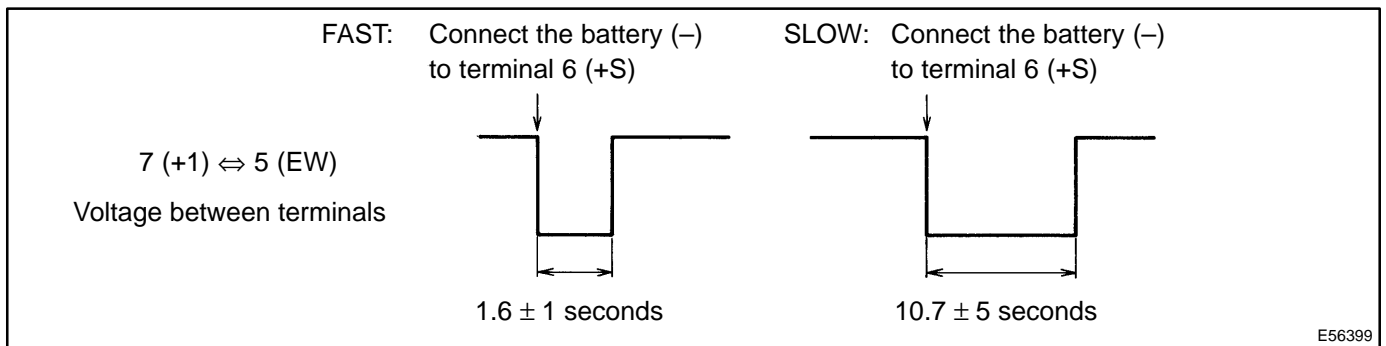 FAST: Connect the battery (–)
to terminal 6 (+S)
SLOW: Connect the battery (–)
to terminal 6 (+S)
7 (+1) ⇔ 5 (EW)
Voltage between terminals
1.6 ± 1 seconds
10.7 ± 5 seconds
E56399